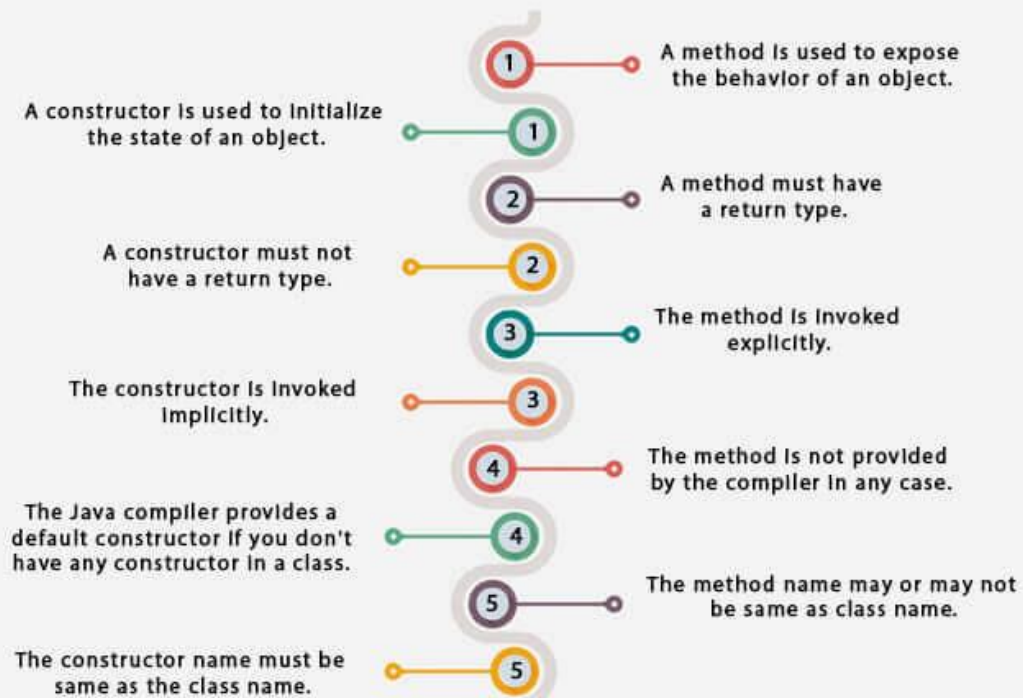 1
A method is used to expose
the behavior of an object.
A constructor is used to initialize
the state of an object.
1
2
A method must have
a return type.
A constructor must not
have a return type.
2
3
The method is invoked
explicitly.
The constructor is invoked
implicitly.
3
4
The method is not provided
by the compiler in any case.
The Java compiler provides a
default constructor if you don't
have any constructor in a class.
4
5
The method name may or may not
be same as class name.
The constructor name must be
same as the class name.
5